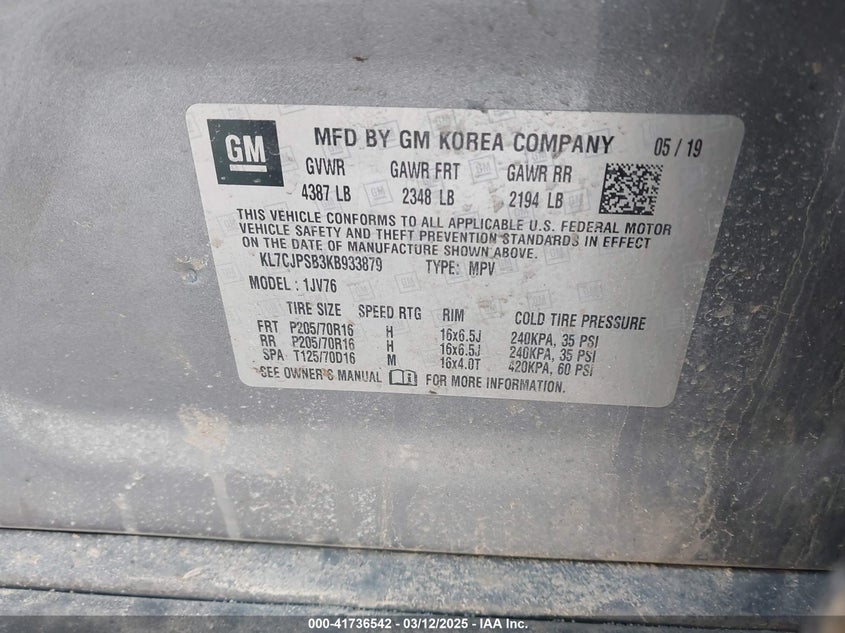 GM
MFD BY GM KOREA COMPANY 05 / 19
GVWR GAWR FRT GAWR RR
4387 LB 2348 LB 2194 LB
THIS VEHICLE CONFORMS TO ALL APPLICABLE U.S. FEDERAL MOTOR
VEHICLE SAFETY AND THEFT PREVENTION STANDARDS IN EFFECT
ON THE DATE OF MANUFACTURE SHOWN ABOVE.
KL7CJPSB3KB933879 TYPE: MPV
MODEL: 1JV76
TIRE SIZE SPEED RTG RIM COLD TIRE PRESSURE
FRT P205/70R16 H 16x6.5J 240KPA, 35 PSI
RR P205/70R16 H 16x6.5J 240KPA, 35 PSI
SPA T125/70D16 M 16x4.0T 420KPA, 60 PSI
SEE OWNER'S MANUAL FOR MORE INFORMATION.
000-41736542 - 03/12/2025 - IAA Inc.